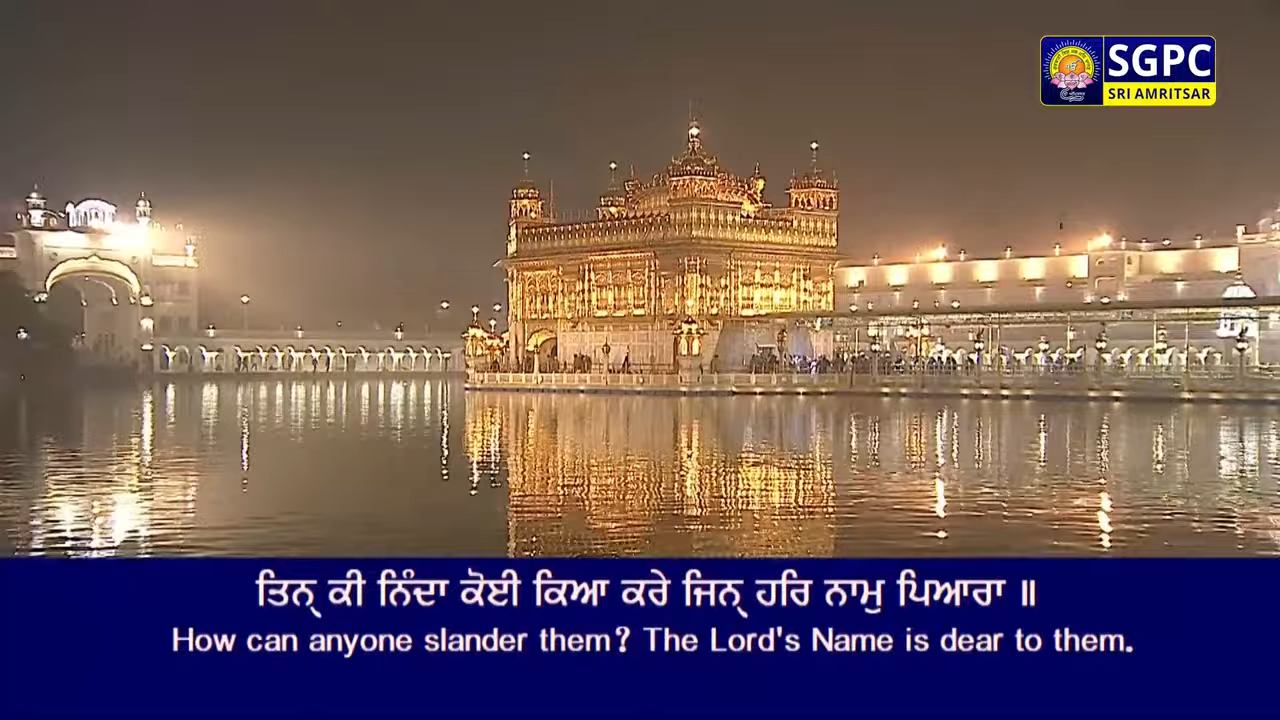 SGPC
SRI AMRITSAR
ਤਿਨ੍ ਕੀ ਨਿੰਦਾ ਕੋਈ ਕਿਆ ਕਰੇ ਜਿਨ੍ ਹਰਿ ਨਾਮੁ ਪਿਆਰਾ ॥
How can anyone slander them? The Lord's Name is dear to them.